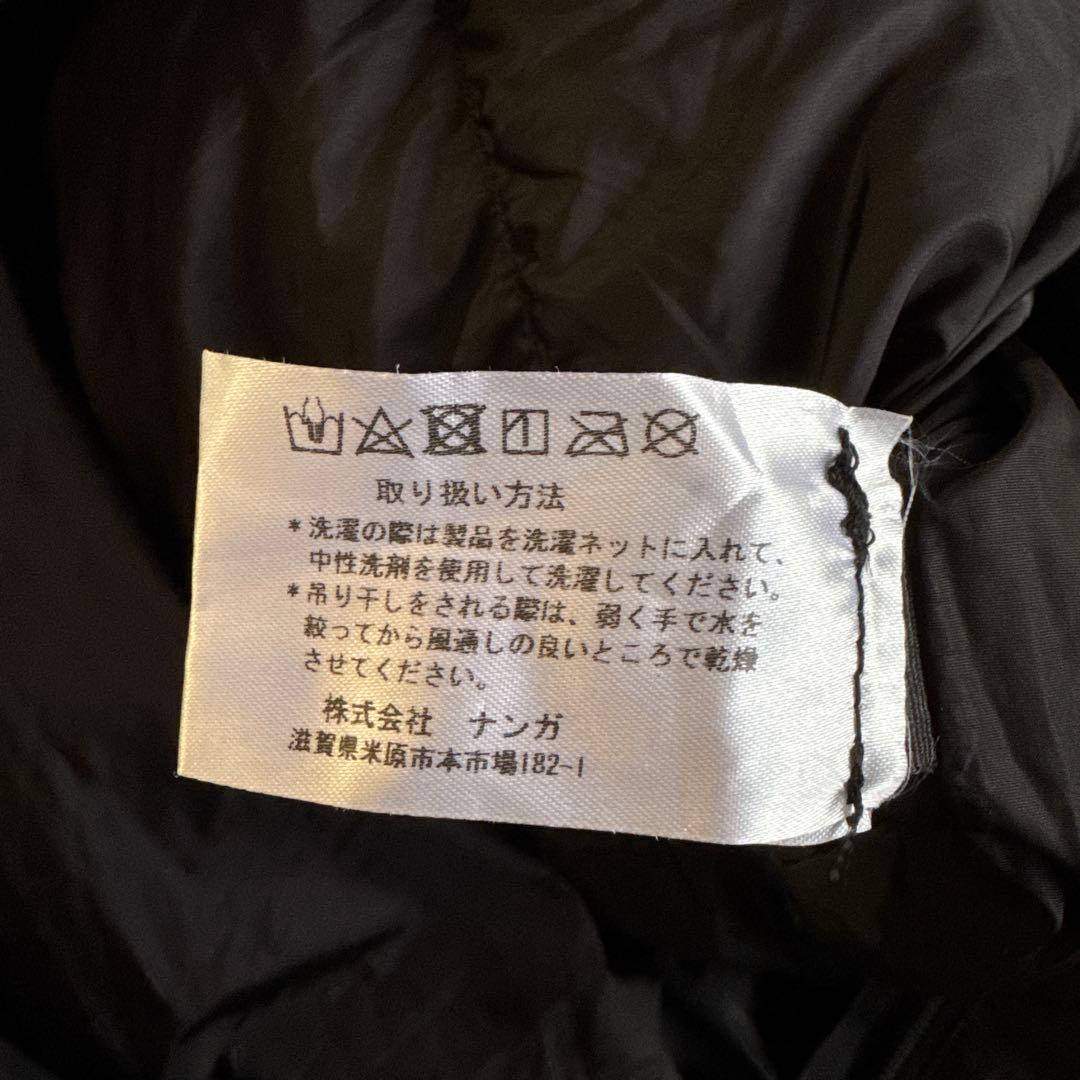 取り扱い方法
*洗濯の際は製品を洗濯ネットに入れて、
中性洗剤を使用して洗濯してください。
*吊り干しをされる際は、弱く手で水を
絞ってから風通しの良いところで乾燥
させてください。
株式会社 ナンガ
滋賀県米原市本市場182-1